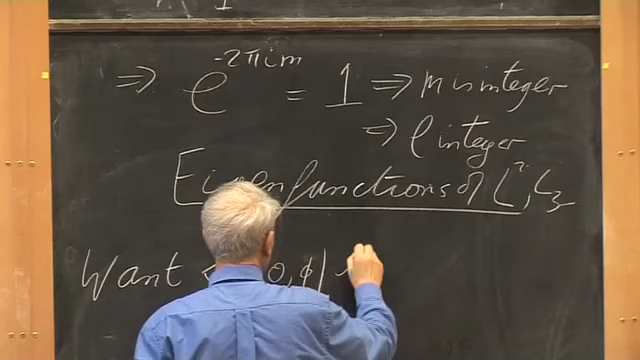 ⇒ e^{-2πim} = 1 ⇒ m is integer
⇒ l integer
Eigenfunctions of L², L₃
Want θ,φ|